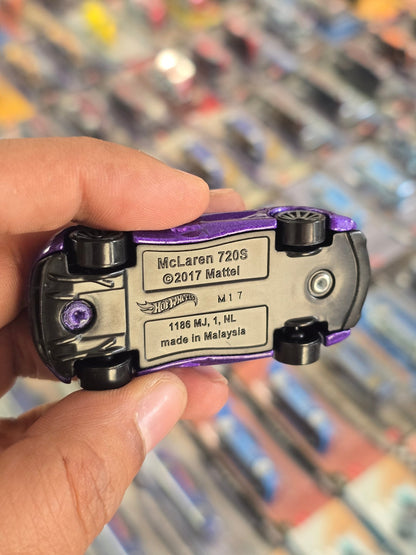 McLaren 720S
©2017 Mattel
Hot Wheels
M17
1186 MJ, 1, NL
made in Malaysia